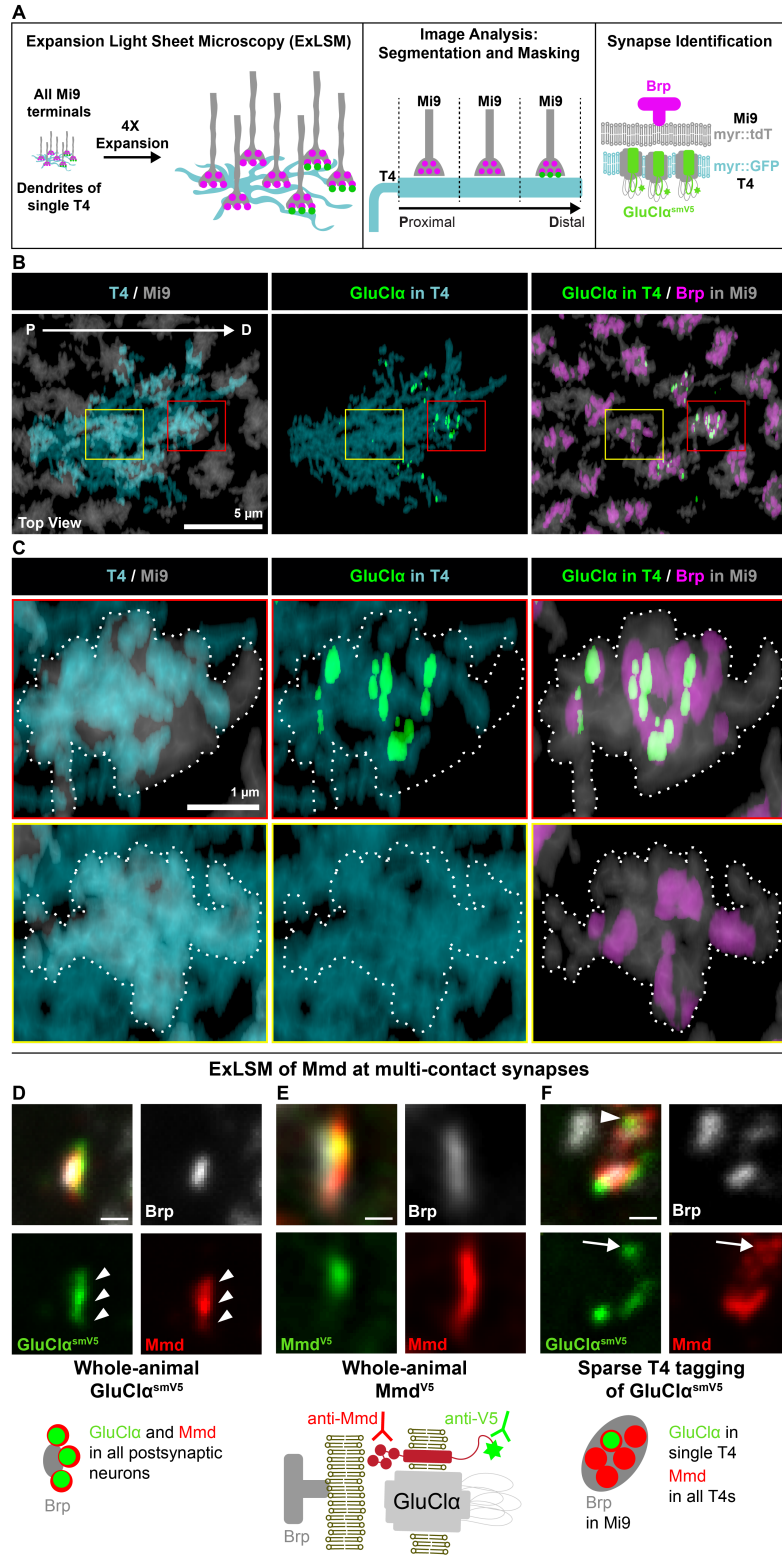 A
Expansion Light Sheet Microscopy (ExLSM)
All Mi9
terminals
4X
Expansion
Dendrites of
single T4
Image Analysis:
Segmentation and Masking
Mi9 Mi9 Mi9
T4
Proximal Distal
Synapse Identification
Brp
Mi9
myr::tdT
myr::GFP
T4
GluClα^smV5
B
T4 / Mi9
GluClα in T4
GluClα in T4 / Brp in Mi9
P D
Top View
5 µm
C
T4 / Mi9
GluClα in T4
GluClα in T4 / Brp in Mi9
1 µm
ExLSM of Mmd at multi-contact synapses
D
Brp
GluClα^smV5
Mmd
Whole-animal
GluClα^smV5
GluClα and Mmd
in all postsynaptic
neurons
Brp
E
Brp
Mmd^V5
Mmd
Whole-animal
Mmd^V5
anti-Mmd
anti-V5
GluClα
Brp
F
Brp
GluClα^smV5
Mmd
Sparse T4 tagging
of GluClα^smV5
GluClα in
single T4
Mmd
in all T4s
Brp
in Mi9